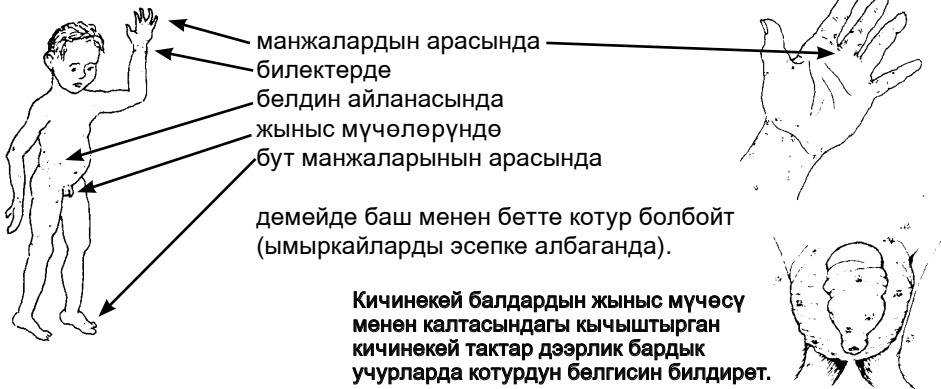 манжалардын арасында
билектерде
белдин айланасында
жыныс мүчөлөрүндө
бут манжаларынын арасында
демейде баш менен бетте котур болбойт
(ымыркайларды эсепке албаганда).
Кичинекей балдардын жыныс мүчөсү
менен калтасындагы кычыштырган
кичинекей тактар дээрлик бардык
учурларда котурдун белгисин билдирет.